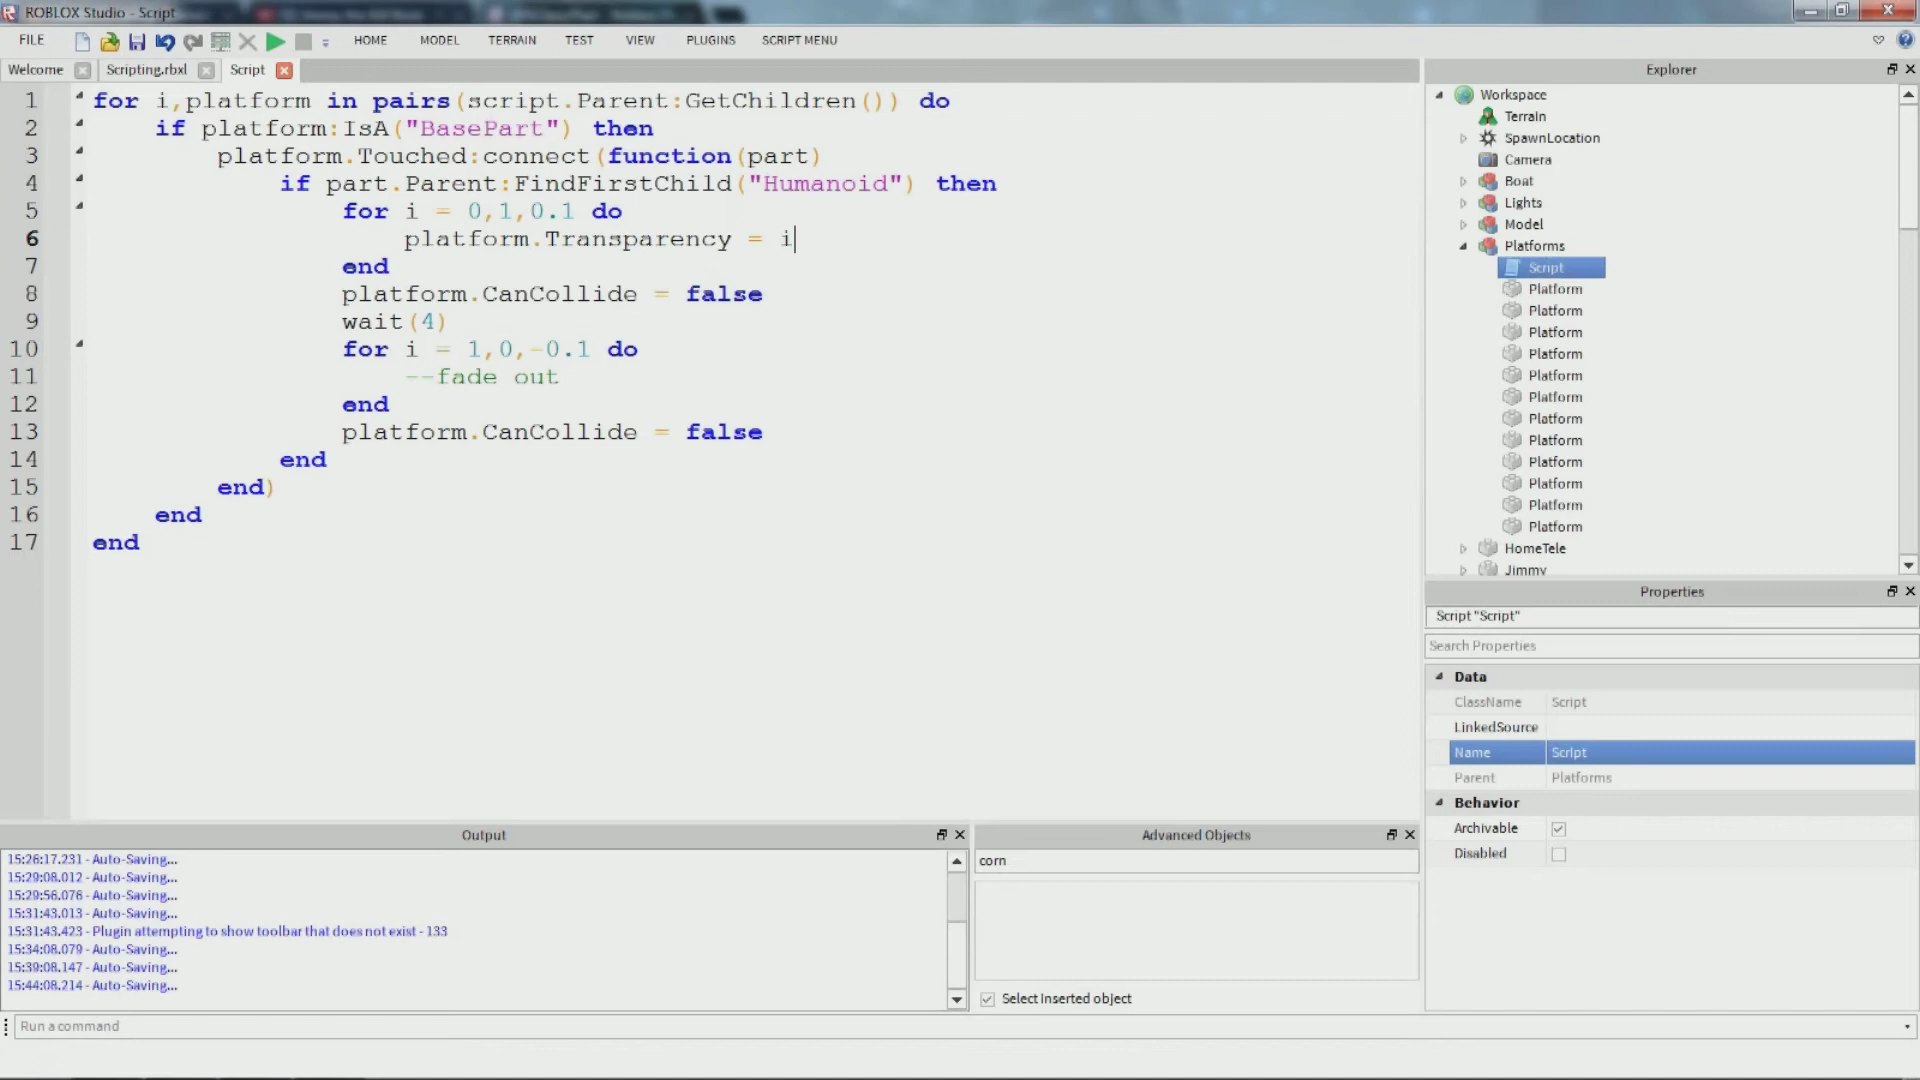 ROBLOX Studio - Script
FILE HOME MODEL TERRAIN TEST VIEW PLUGINS SCRIPT MENU
Welcome Scripting.rbxl Script
1 for i,platform in pairs(script.Parent:GetChildren()) do
2 if platform:IsA("BasePart") then
3 platform.Touched:connect(function(part)
4 if part.Parent:FindFirstChild("Humanoid") then
5 for i = 0,1,0.1 do
6 platform.Transparency = i
7 end
8 platform.CanCollide = false
9 wait(4)
10 for i = 1,0,-0.1 do
11 --fade out
12 end
13 platform.CanCollide = false
14 end
15 end)
16 end
17 end
Explorer
Workspace
Terrain
SpawnLocation
Camera
Boat
Lights
Model
Platforms
Script
Platform
Platform
Platform
Platform
Platform
Platform
Platform
Platform
Platform
Platform
Platform
Platform
HomeTele
Jimmy
Properties
Script "Script"
Search Properties
Data
ClassName Script
LinkedSource
Name Script
Parent Platforms
Behavior
Archivable
Disabled
Output
15:26:17.231 - Auto-Saving...
15:29:08.012 - Auto-Saving...
15:29:56.076 - Auto-Saving...
15:31:43.013 - Auto-Saving...
15:31:43.423 - Plugin attempting to show toolbar that does not exist - 133
15:34:08.079 - Auto-Saving...
15:39:08.147 - Auto-Saving...
15:44:08.214 - Auto-Saving...
Advanced Objects
corn
Select Inserted object
Run a command